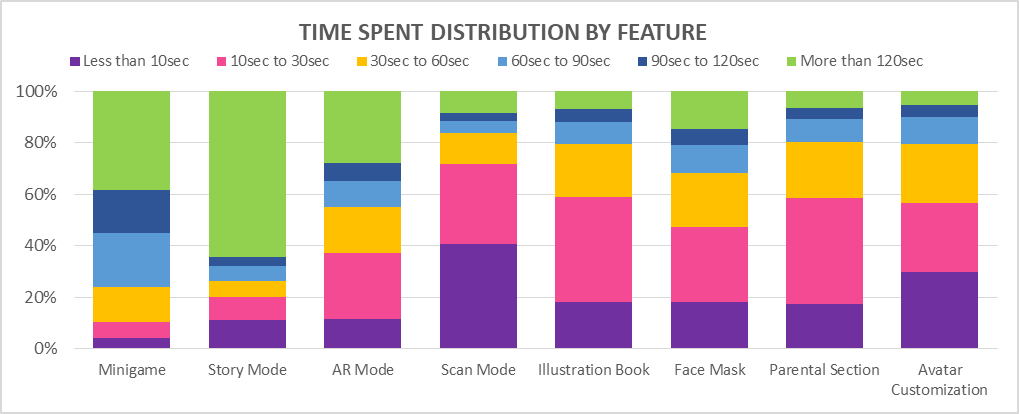 TIME SPENT DISTRIBUTION BY FEATURE
Less than 10sec 10sec to 30sec 30sec to 60sec 60sec to 90sec 90sec to 120sec More than 120sec
100%
80%
60%
40%
20%
0%
Minigame Story Mode AR Mode Scan Mode Illustration Book Face Mask Parental Section Avatar
Customization